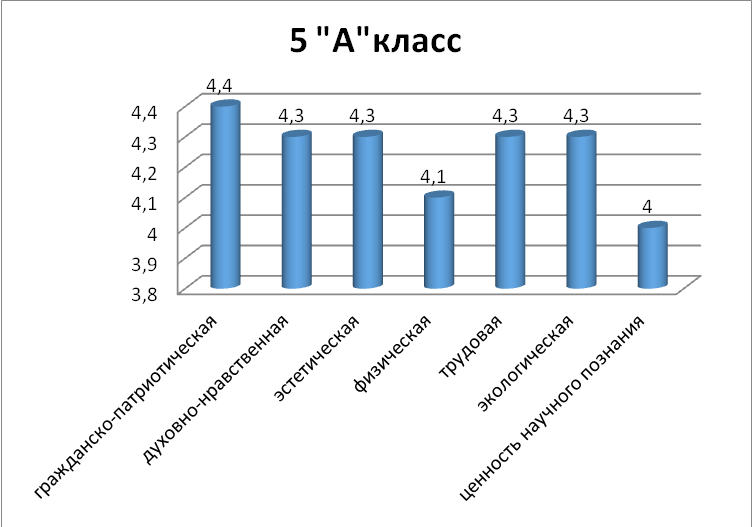 5 "А"класс
4,4
4,3
4,3
4,1
4,3
4,3
4
4,4
4,3
4,2
4,1
4
3,9
3,8
гражданско-патриотическая
духовно-нравственная
эстетическая
физическая
трудовая
экологическая
ценность научного познания